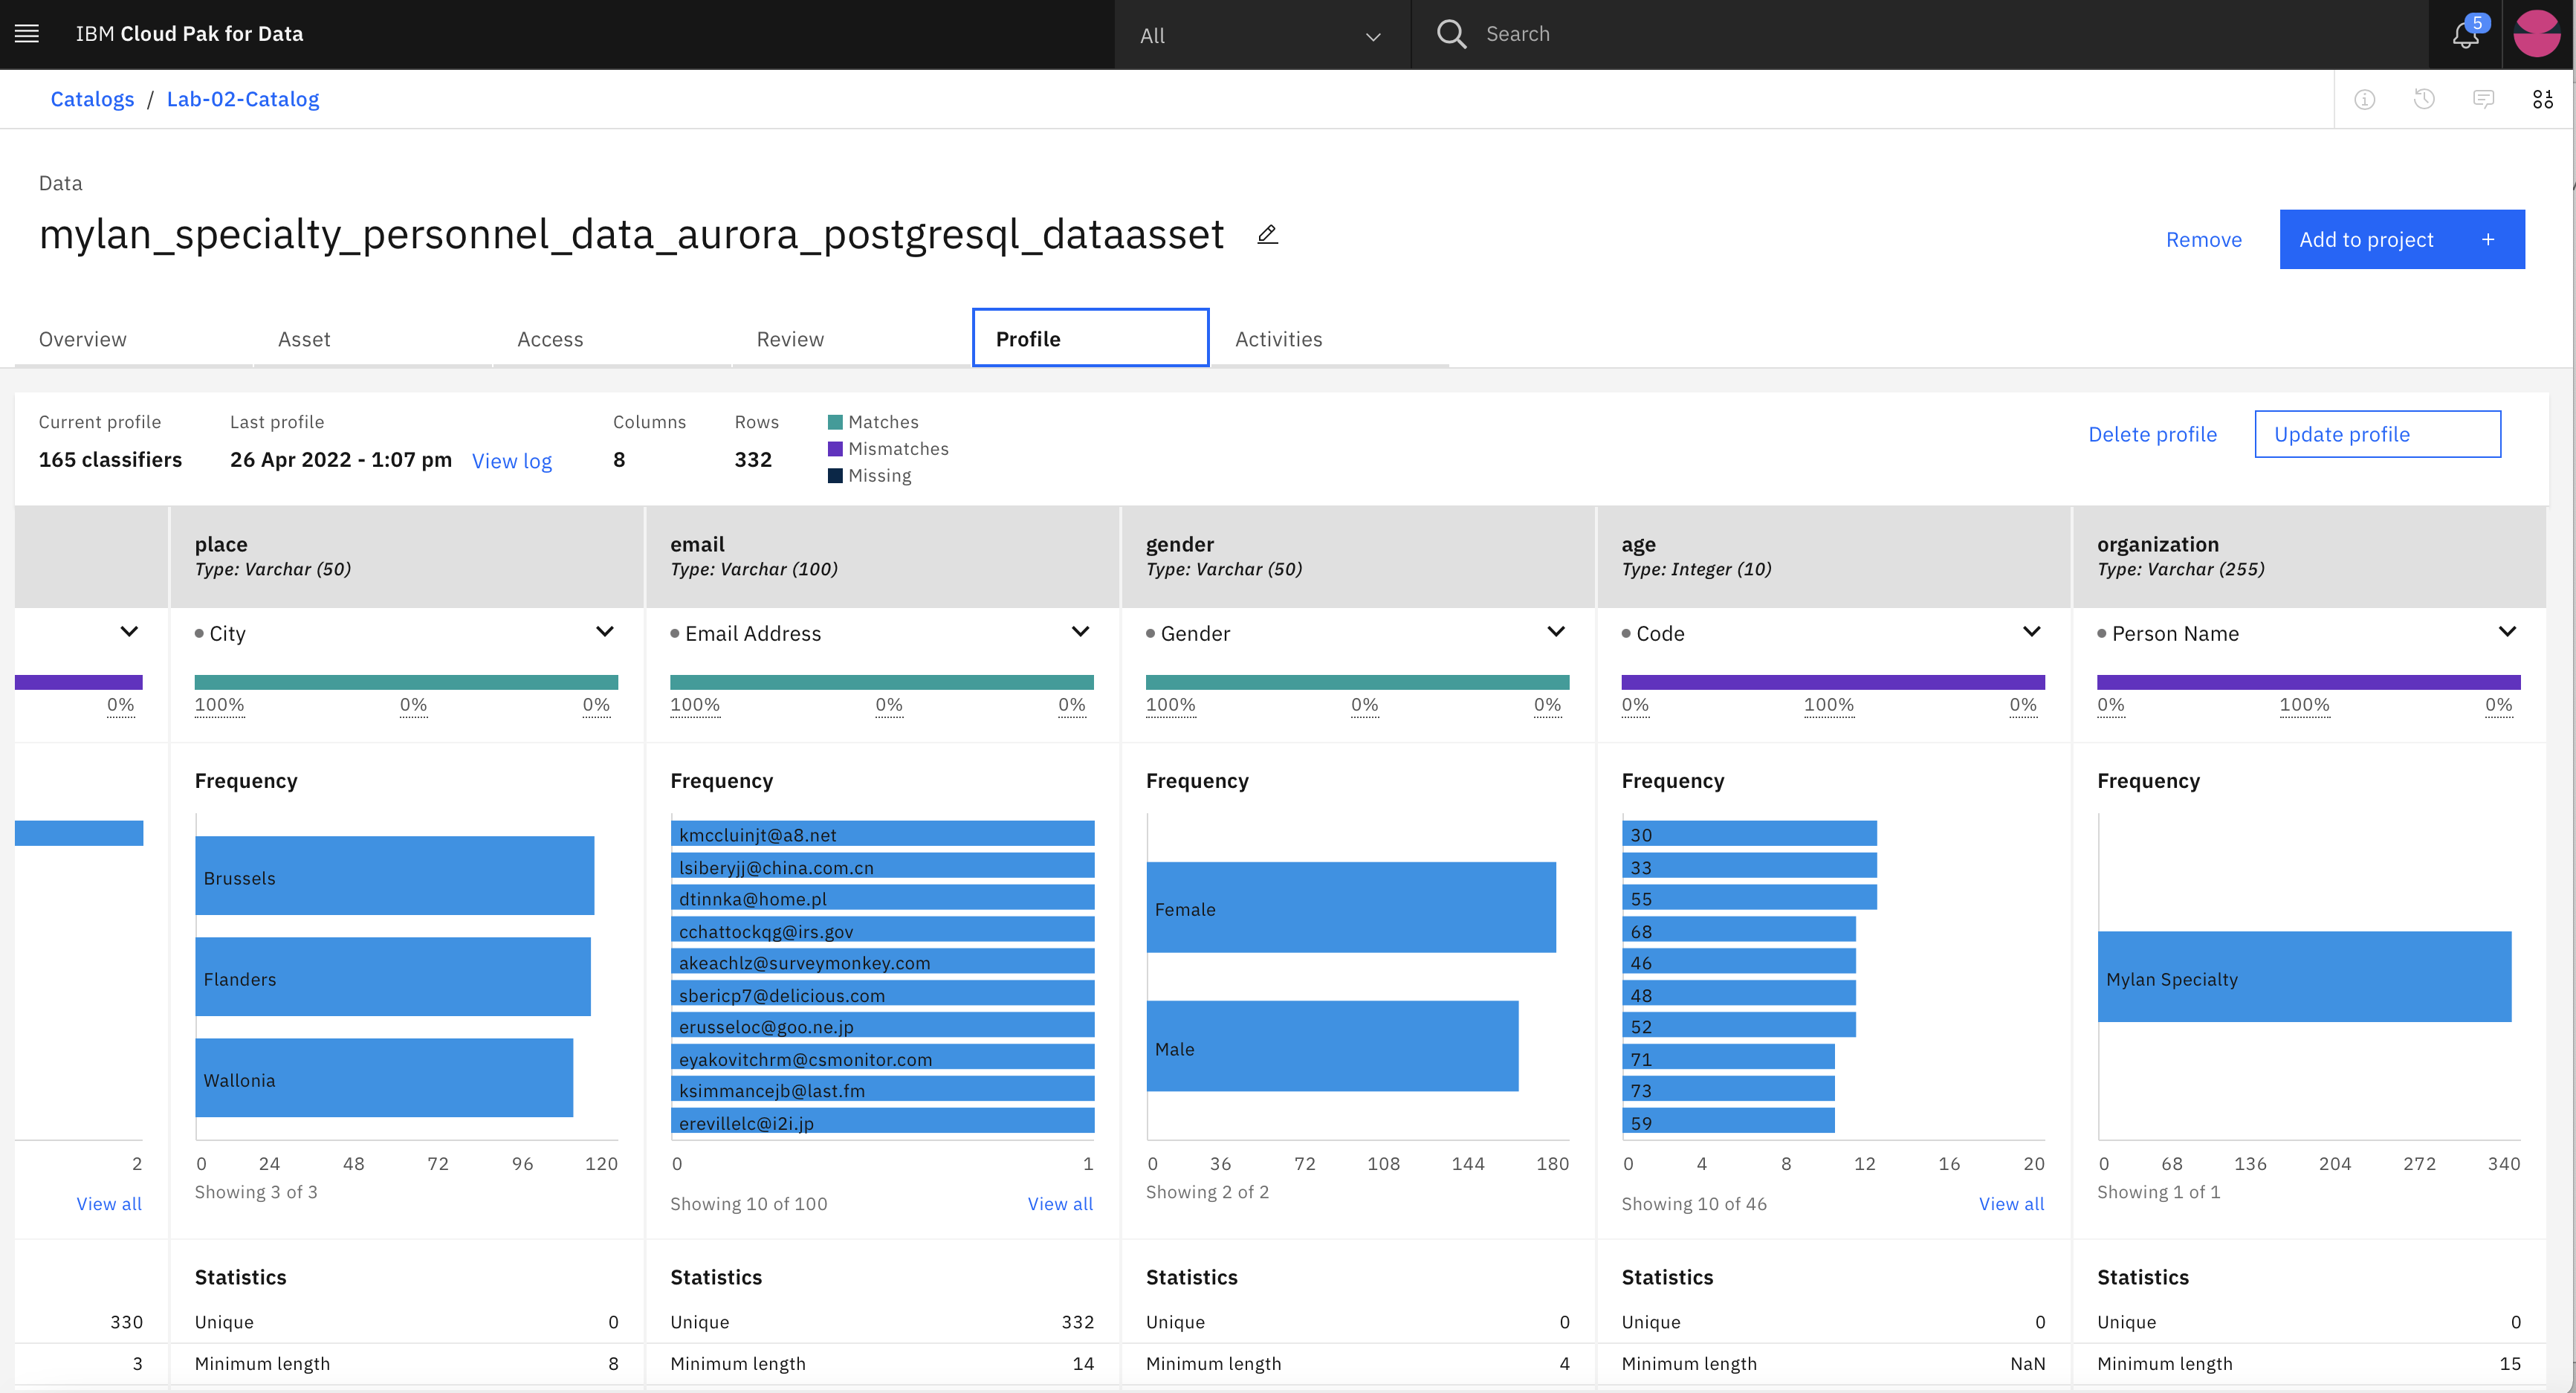 IBM Cloud Pak for Data
All
Search
5
Catalogs / Lab-02-Catalog
Data
mylan_specialty_personnel_data_aurora_postgresql_dataasset
Remove
Add to project +
Overview
Asset
Access
Review
Profile
Activities
Current profile
165 classifiers
Last profile
26 Apr 2022 - 1:07 pm
View log
Columns
8
Rows
332
Matches
Mismatches
Missing
Delete profile
Update profile
0%
2
View all
330
3
place
Type: Varchar (50)
City
100% 0% 0%
Frequency
Brussels
Flanders
Wallonia
0 24 48 72 96 120
Showing 3 of 3
Statistics
Unique 0
Minimum length 8
email
Type: Varchar (100)
Email Address
100% 0% 0%
Frequency
kmccluinjt@a8.net
lsiberyjj@china.com.cn
dtinnka@home.pl
cchattockqg@irs.gov
akeachlz@surveymonkey.com
sbericp7@delicious.com
erusseloc@goo.ne.jp
eyakovitchrm@csmonitor.com
ksimmancejb@last.fm
erevillelc@i2i.jp
0 1
Showing 10 of 100
View all
Statistics
Unique 332
Minimum length 14
gender
Type: Varchar (50)
Gender
100% 0% 0%
Frequency
Female
Male
0 36 72 108 144 180
Showing 2 of 2
Statistics
Unique 0
Minimum length 4
age
Type: Integer (10)
Code
0% 100% 0%
Frequency
30
33
55
68
46
48
52
71
73
59
0 4 8 12 16 20
Showing 10 of 46
View all
Statistics
Unique 0
Minimum length NaN
organization
Type: Varchar (255)
Person Name
0% 100% 0%
Frequency
Mylan Specialty
0 68 136 204 272 340
Showing 1 of 1
Statistics
Unique 0
Minimum length 15